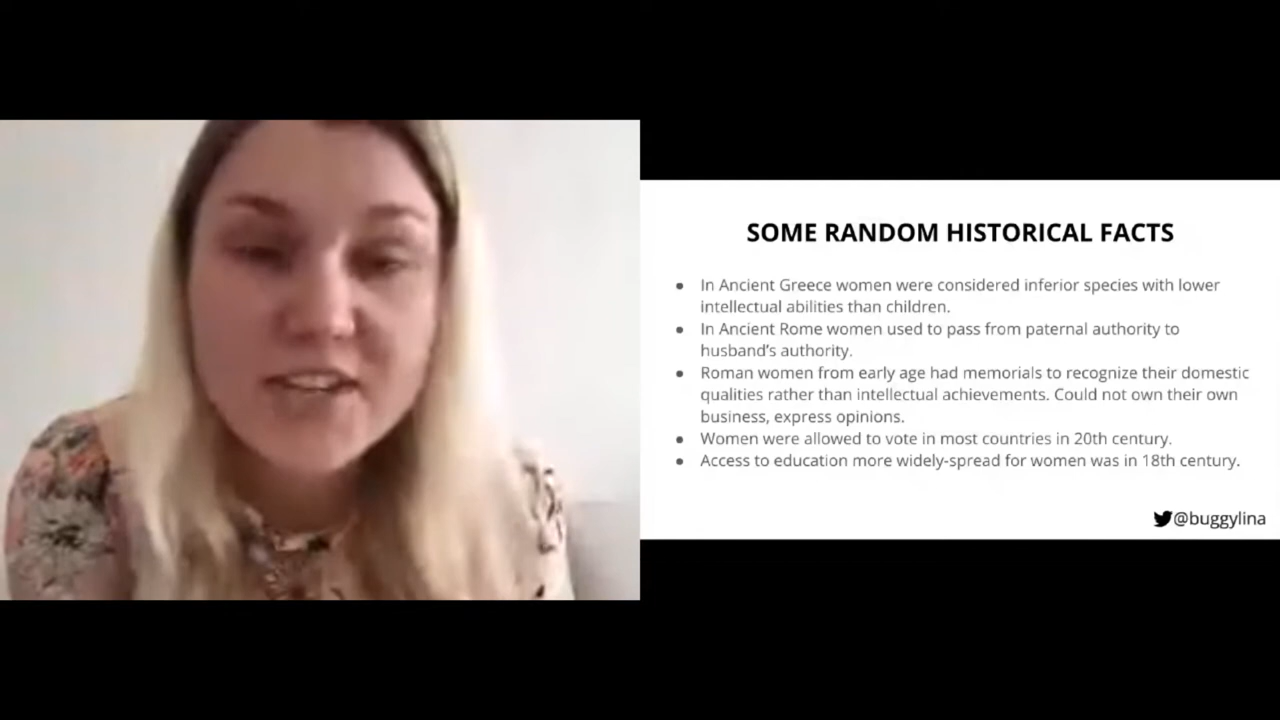 SOME RANDOM HISTORICAL FACTS
● In Ancient Greece women were considered inferior species with lower
intellectual abilities than children.
● In Ancient Rome women used to pass from paternal authority to
husband's authority.
● Roman women from early age had memorials to recognize their domestic
qualities rather than intellectual achievements. Could not own their own
business, express opinions.
● Women were allowed to vote in most countries in 20th century.
● Access to education more widely-spread for women was in 18th century.
@buggylina